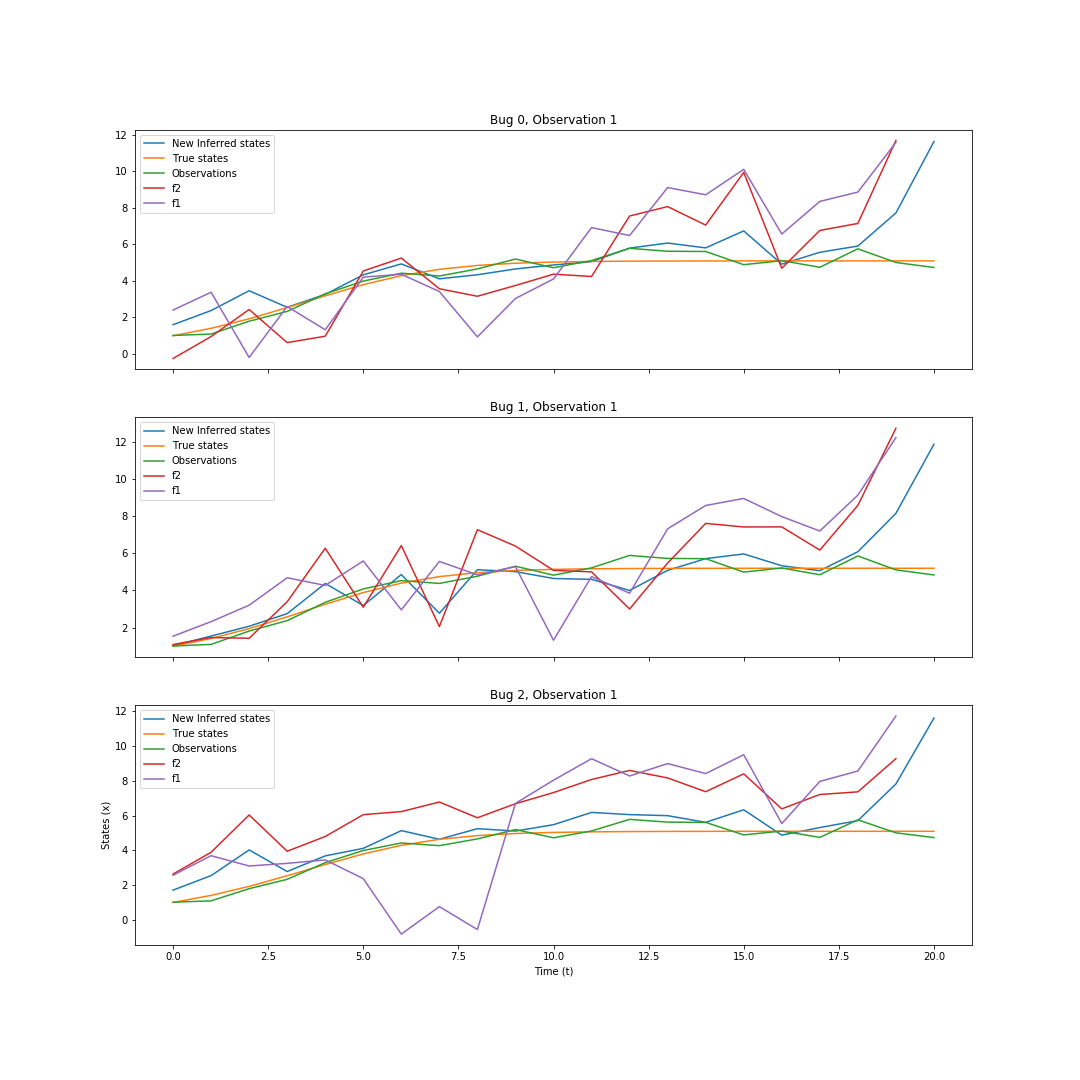 Bug 0, Observation 1
12
10
8
6
4
2
0
New Inferred states
True states
Observations
f2
f1
Bug 1, Observation 1
12
10
8
6
4
2
New Inferred states
True states
Observations
f2
f1
Bug 2, Observation 1
12
10
8
6
4
2
0
States (x)
New Inferred states
True states
Observations
f2
f1
0.0 2.5 5.0 7.5 10.0 12.5 15.0 17.5 20.0
Time (t)